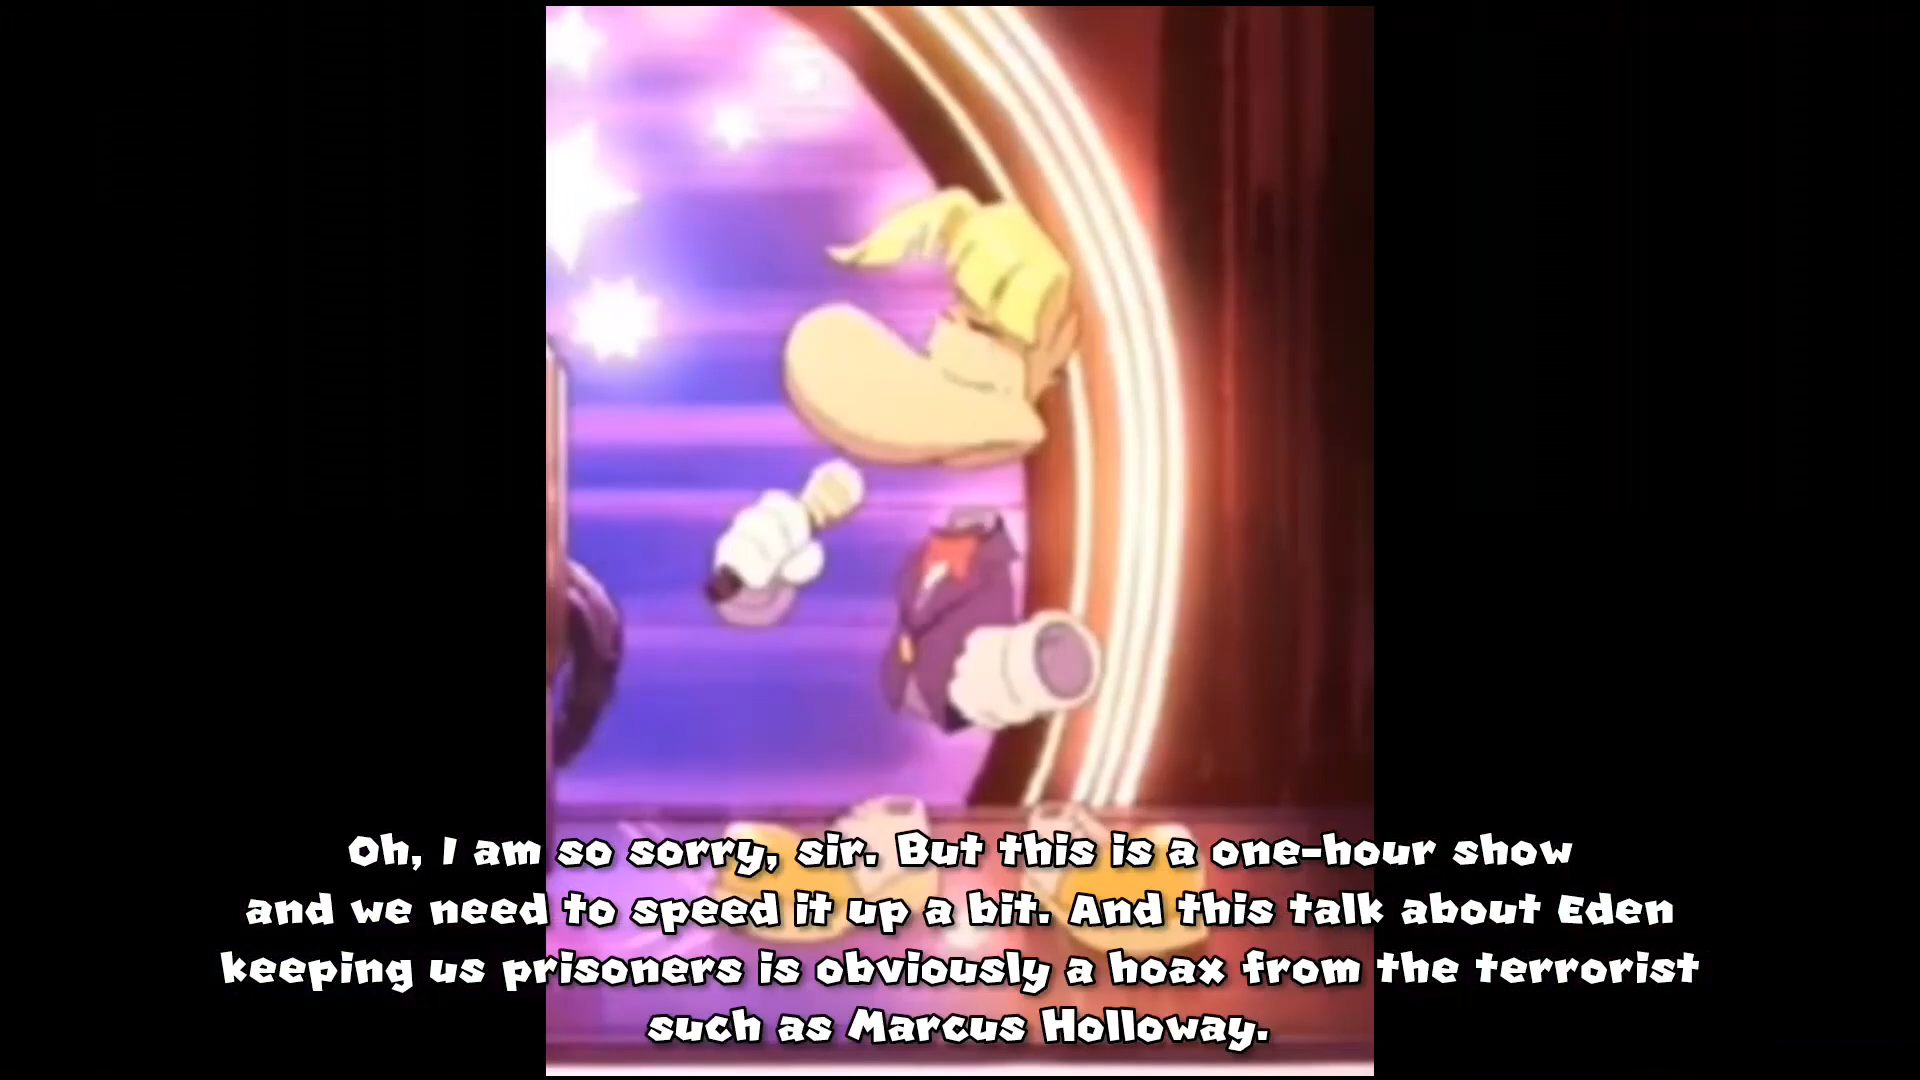 Oh, I am so sorry, sir. But this is a one-hour show
and we need to speed it up a bit. And this talk about Eden
keeping us prisoners is obviously a hoax from the terrorist
such as Marcus Holloway.